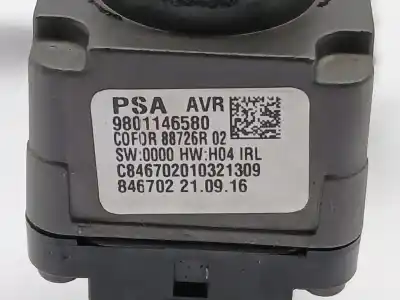 PSA AVR
9801146580
COFOR 88726R 02
SW:0000 HW:H04 IRL
C846702010321309
846702 21.09.16